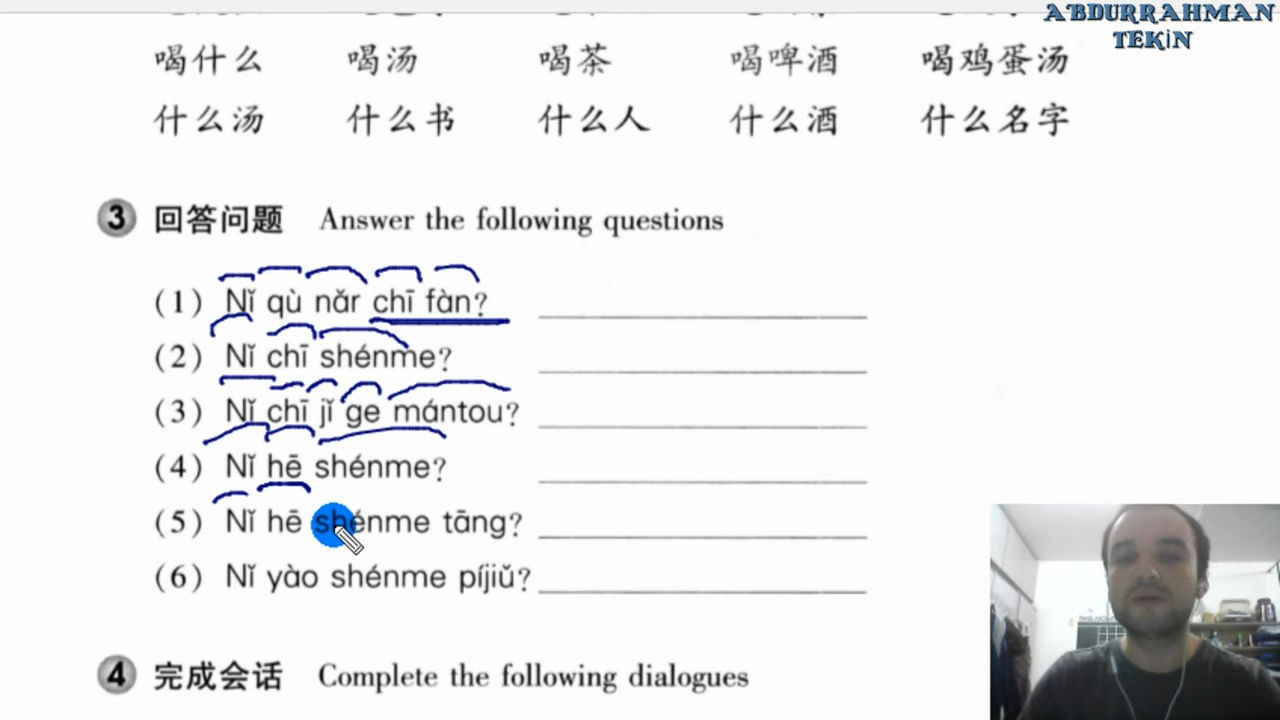 ABDURRAHMAN
TEKİN
喝什么 喝汤 喝茶 喝啤酒 喝鸡蛋汤
什么汤 什么书 什么人 什么酒 什么名字
3 回答问题 Answer the following questions
(1) Nǐ qù nǎr chī fàn?
(2) Nǐ chī shénme?
(3) Nǐ chī jǐ ge mántou?
(4) Nǐ hē shénme?
(5) Nǐ hē shénme tāng?
(6) Nǐ yào shénme píjiǔ?
4 完成会话 Complete the following dialogues